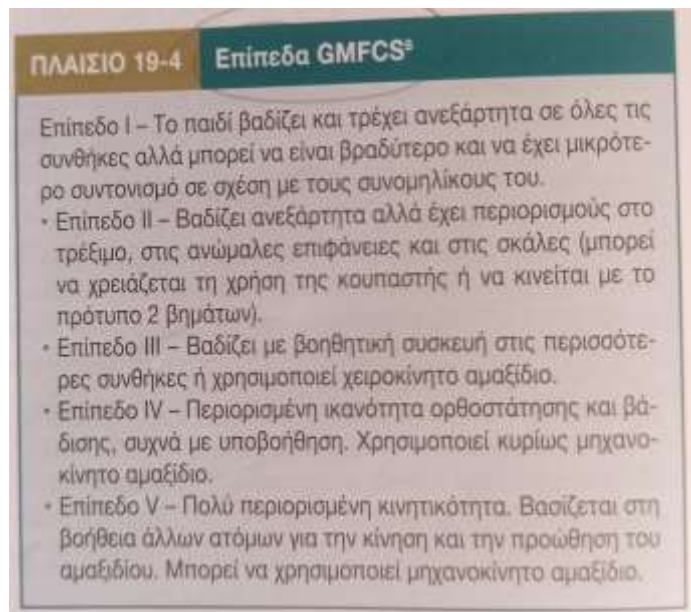 ΠΛΑΙΣΙΟ 19-4 Επίπεδα GMFCS⁸
Επίπεδο I – Το παιδί βαδίζει και τρέχει ανεξάρτητα σε όλες τις
συνθήκες αλλά μπορεί να είναι βραδύτερο και να έχει μικρότε-
ρο συντονισμό σε σχέση με τους συνομηλίκους του.
• Επίπεδο II – Βαδίζει ανεξάρτητα αλλά έχει περιορισμούς στο
τρέξιμο, στις ανώμαλες επιφάνειες και στις σκάλες (μπορεί
να χρειάζεται τη χρήση της κουπαστής ή να κινείται με το
πρότυπο 2 βημάτων).
• Επίπεδο III – Βαδίζει με βοηθητική συσκευή στις περισσότε-
ρες συνθήκες ή χρησιμοποιεί χειροκίνητο αμαξίδιο.
• Επίπεδο IV – Περιορισμένη ικανότητα ορθοστάτησης και βά-
δισης, συχνά με υποβοήθηση. Χρησιμοποιεί κυρίως μηχανο-
κίνητο αμαξίδιο.
• Επίπεδο V – Πολύ περιορισμένη κινητικότητα. Βασίζεται στη
βοήθεια άλλων ατόμων για την κίνηση και την προώθηση του
αμαξιδίου. Μπορεί να χρησιμοποιεί μηχανοκίνητο αμαξίδιο.